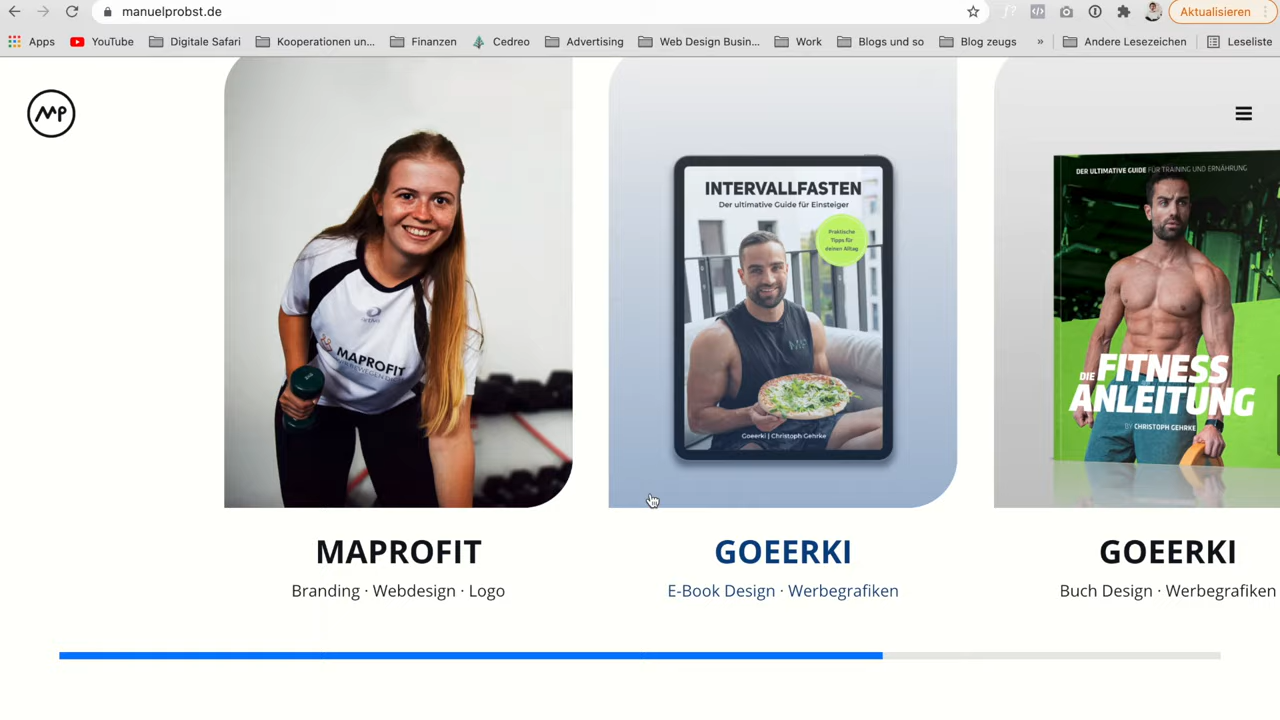 manuelprobst.de
Aktualisieren
Apps
YouTube
Digitale Safari
Kooperationen un...
Finanzen
Cedreo
Advertising
Web Design Busin...
Work
Blogs und so
Blog zeugs
»
Andere Lesezeichen
Leseliste
MP
MAPROFIT
INTERVALLFASTEN
Der ultimative Guide für Einsteiger
Praktische
Tipps für
deinen Alltag
Goeerki | Christoph Gehrke
DER ULTIMATIVE GUIDE FÜR TRAINING UND ERNÄHRUNG
DIE FITNESS
ANLEITUNG
BY CHRISTOPH GEHRKE
MAPROFIT
Branding · Webdesign · Logo
GOEERKI
E-Book Design · Werbegrafiken
GOEERKI
Buch Design · Werbegrafiken